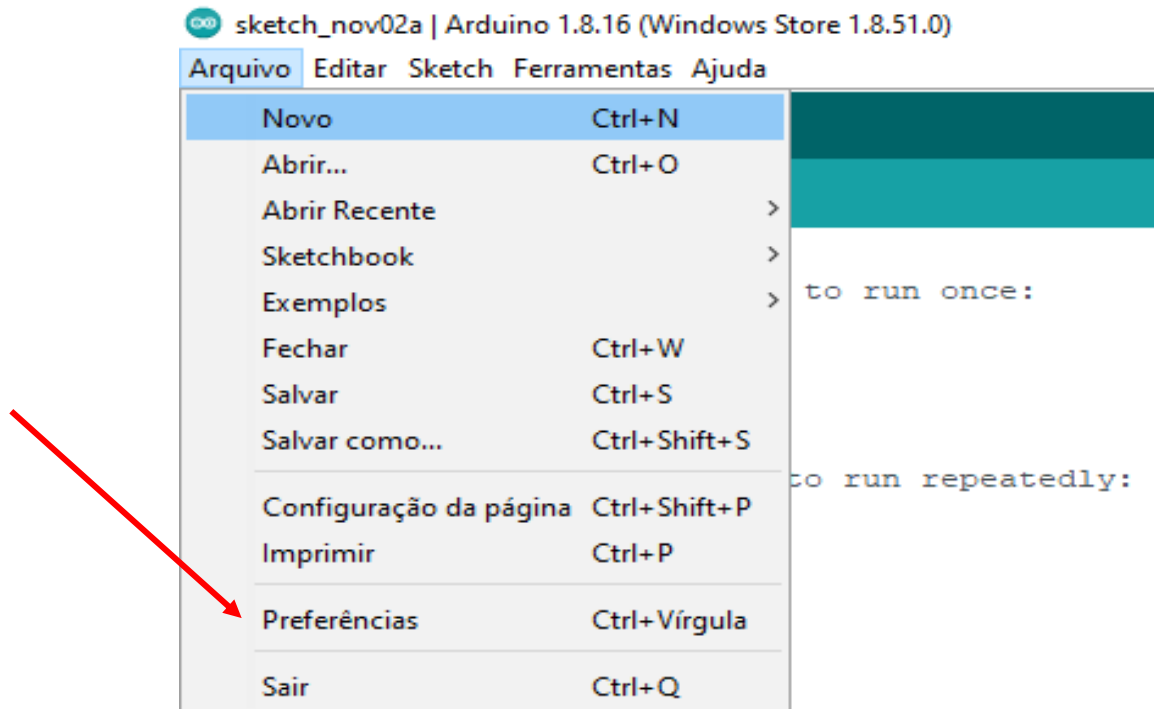 sketch_nov02a | Arduino 1.8.16 (Windows Store 1.8.51.0)
Arquivo Editar Sketch Ferramentas Ajuda
Novo Ctrl+N
Abrir... Ctrl+O
Abrir Recente >
Sketchbook >
Exemplos > to run once:
Fechar Ctrl+W
Salvar Ctrl+S
Salvar como... Ctrl+Shift+S
to run repeatedly:
Configuração da página Ctrl+Shift+P
Imprimir Ctrl+P
Preferências Ctrl+Vírgula
Sair Ctrl+Q